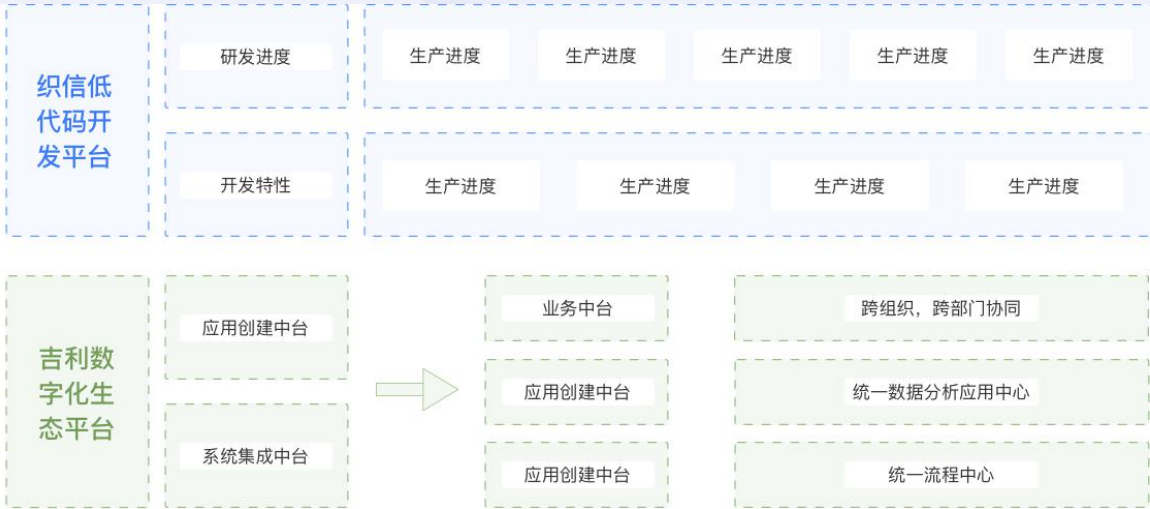 织信低
代码开
发平台
研发进度
生产进度
生产进度
生产进度
生产进度
生产进度
开发特性
生产进度
生产进度
生产进度
生产进度
吉利数
字化生
态平台
应用创建中台
系统集成中台
业务中台
跨组织，跨部门协同
应用创建中台
统一数据分析应用中心
应用创建中台
统一流程中心